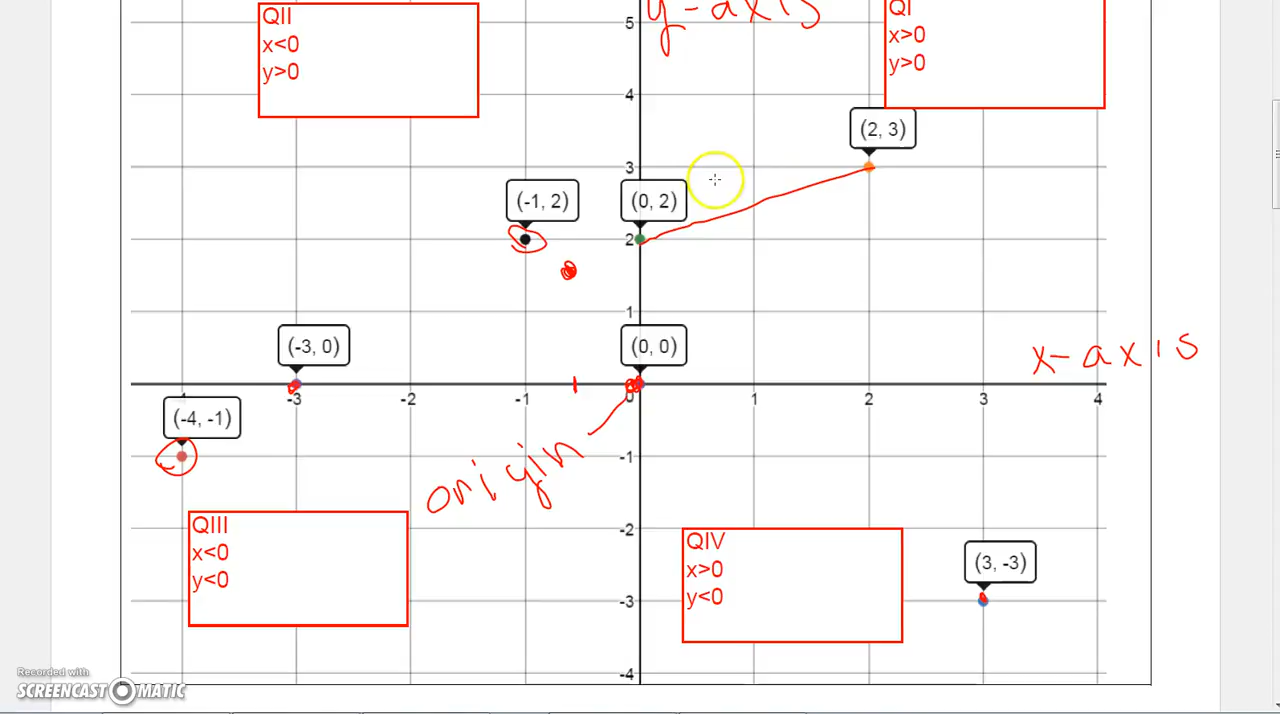 QII
x<0
y>0
y-axis
QI
x>0
y>0
5
4
(2, 3)
3
(-1, 2)
(0, 2)
2
1
(-3, 0)
(0, 0)
x-axis
-3
-2
-1
0
1
2
3
4
(-4, -1)
-1
origin
QIII
x<0
y<0
-2
QIV
x>0
y<0
(3, -3)
-3
-4
Recorded with
SCREENCAST-O-MATIC